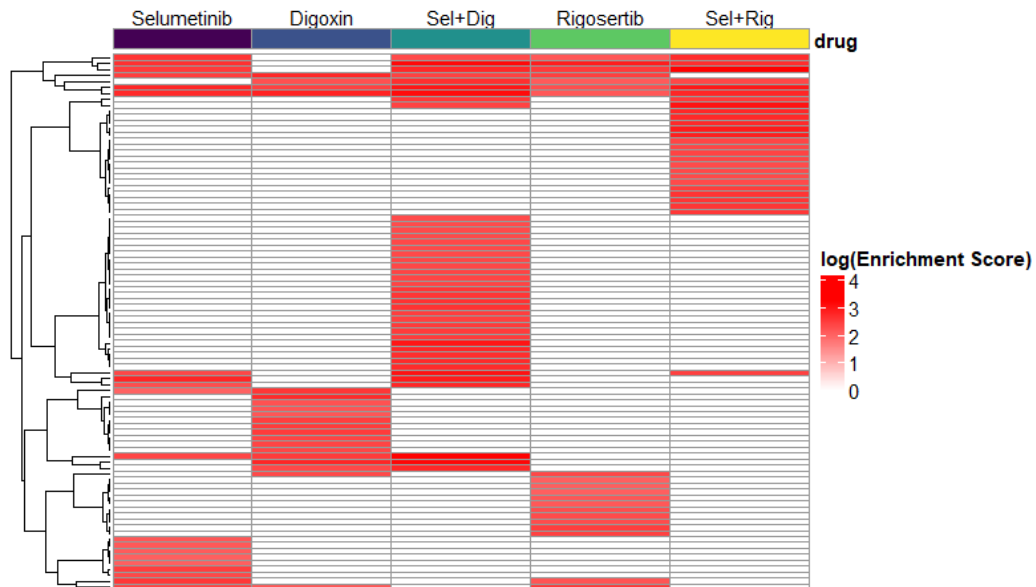 Selumetinib Digoxin Sel+Dig Rigosertib Sel+Rig
drug
log(Enrichment Score)
4
3
2
1
0